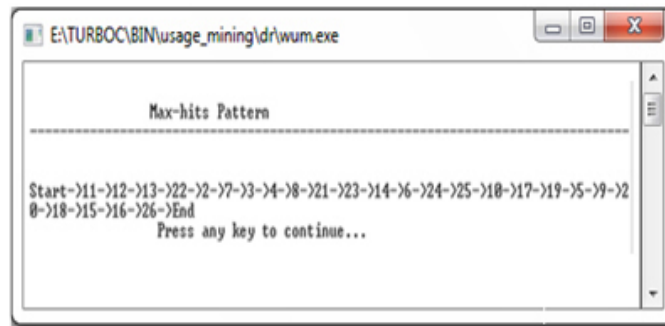 E:\TURBOC\BIN\usage_mining\dr\wum.exe
Max-hits Pattern
--------------------------------------------------------------------------------
Start->11->12->13->22->2->7->3->4->8->21->23->14->6->24->25->10->17->19->5->9->2
0->18->15->16->26->End
Press any key to continue...